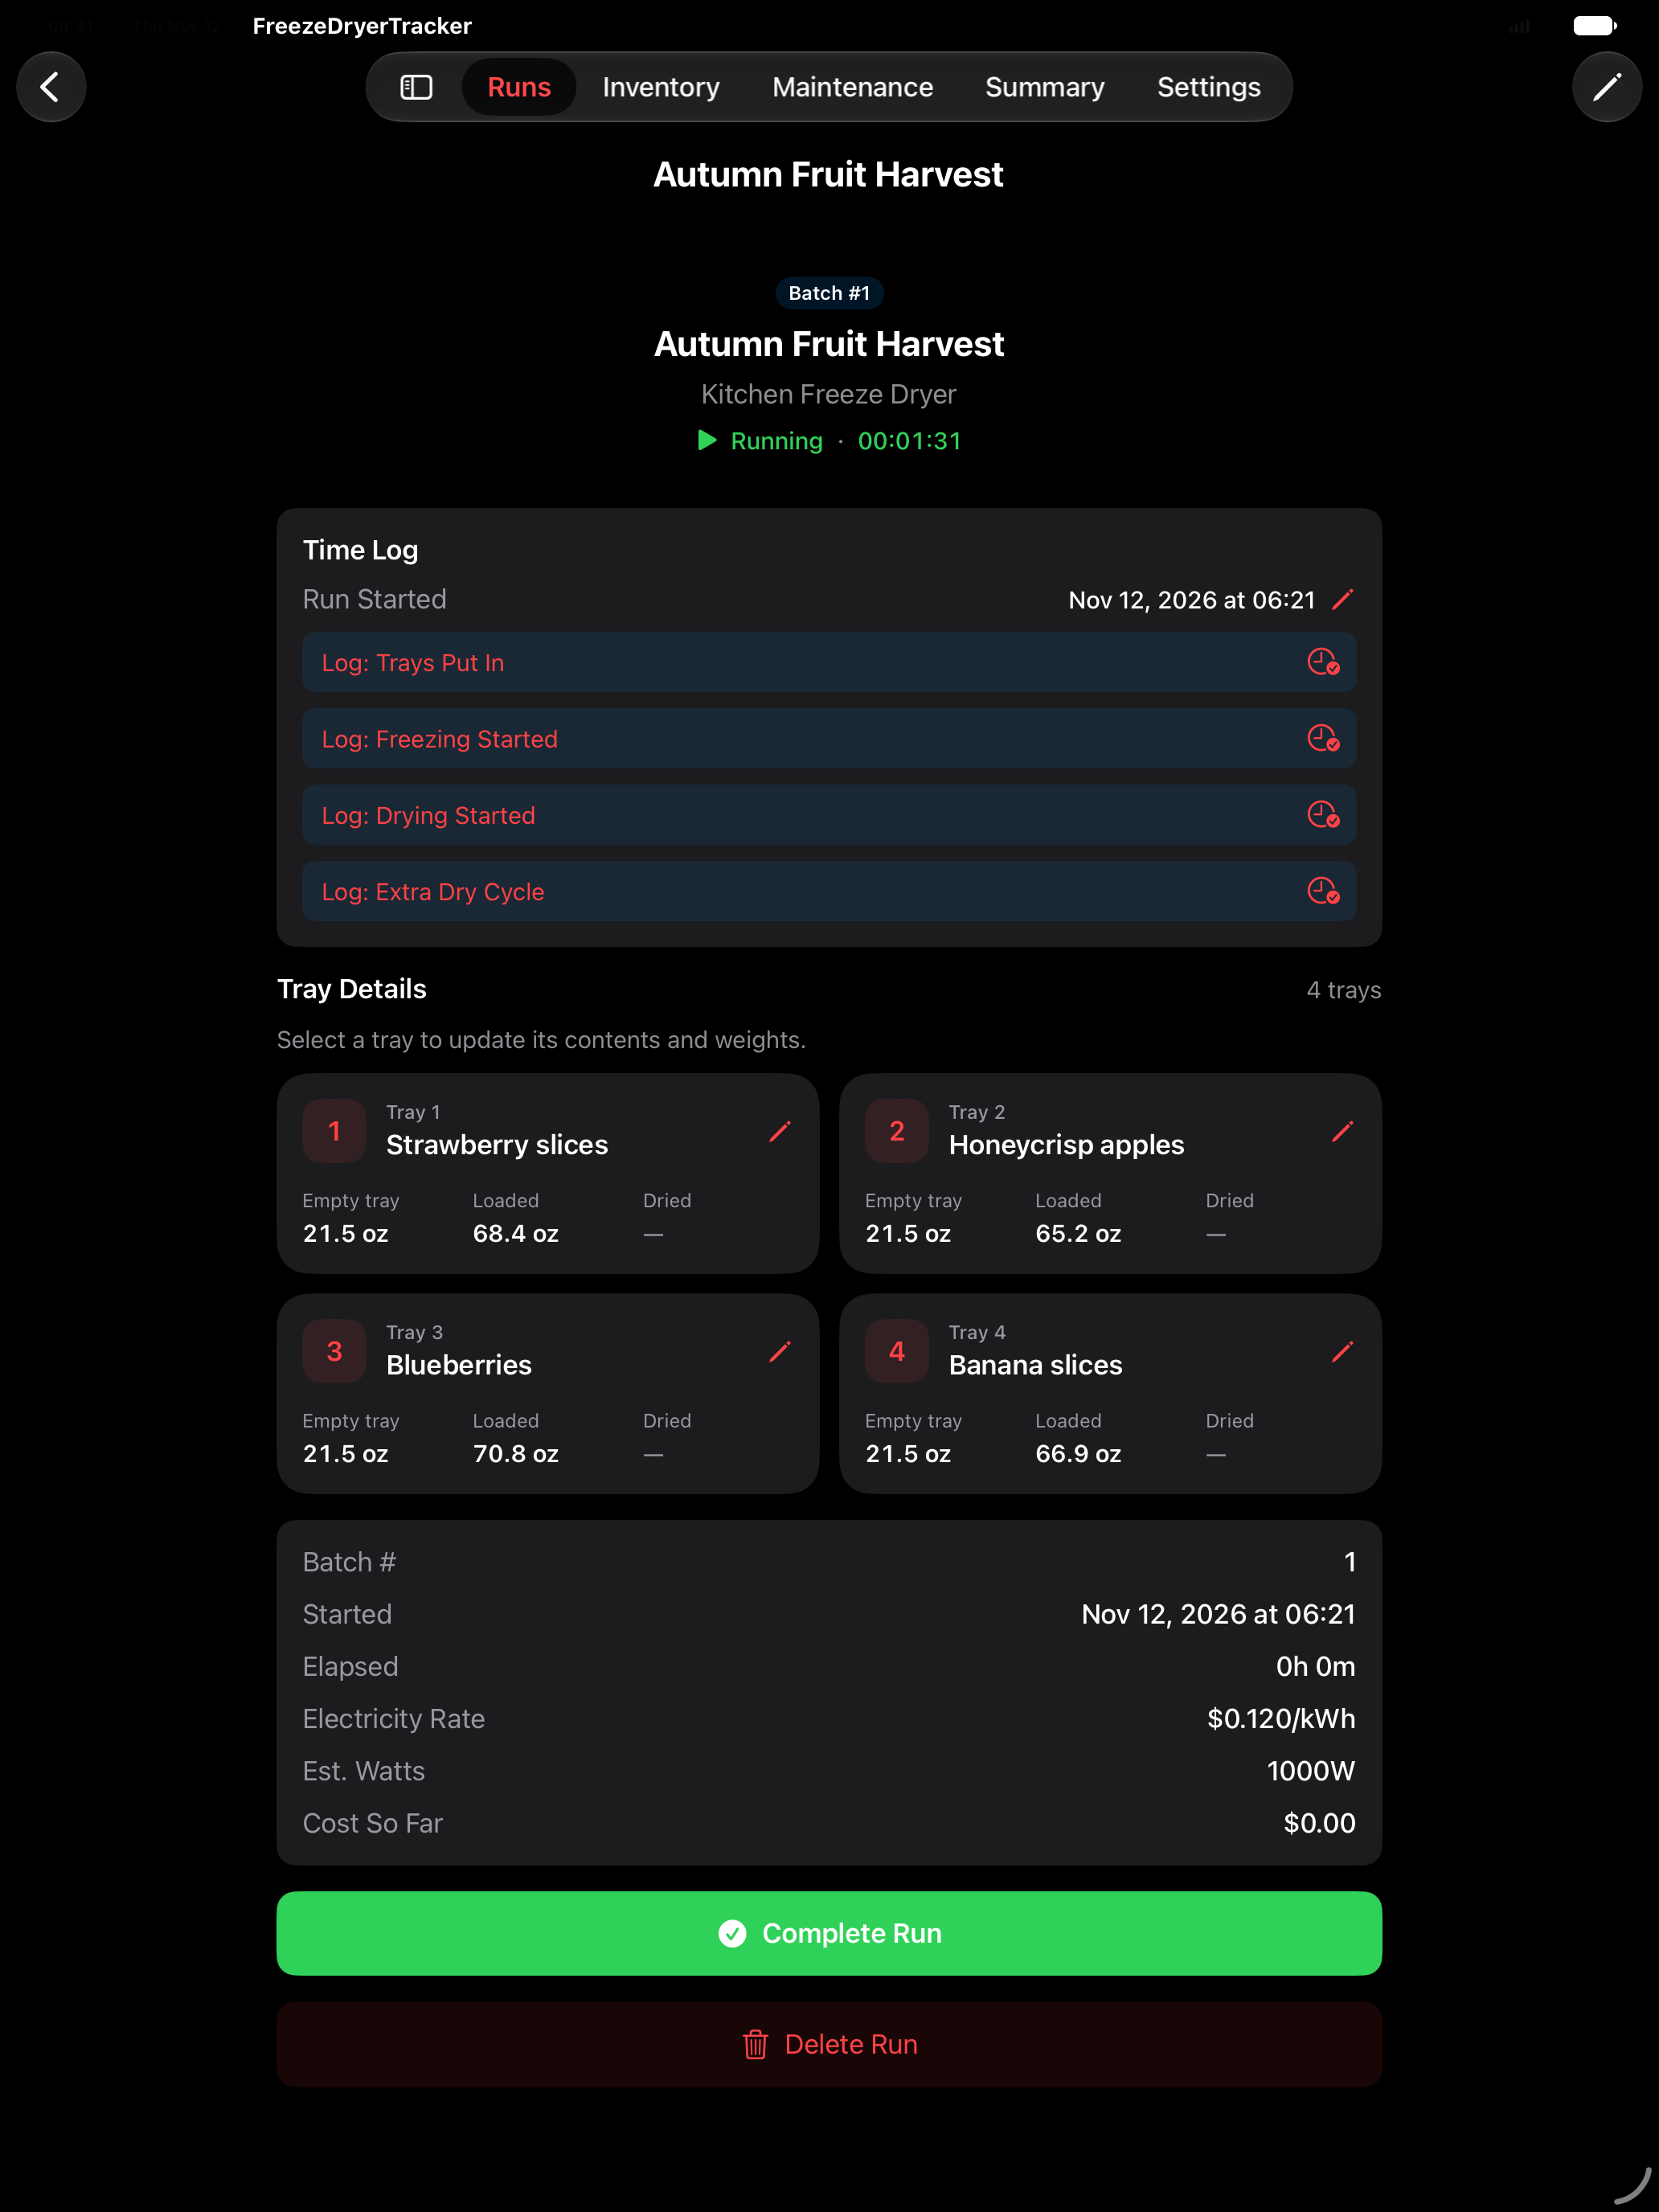 09:41 Thu Nov 12 FreezeDryerTracker
Runs Inventory Maintenance Summary Settings
Autumn Fruit Harvest
Batch #1
Autumn Fruit Harvest
Kitchen Freeze Dryer
Running · 00:01:31
Time Log
Run Started Nov 12, 2026 at 06:21
Log: Trays Put In
Log: Freezing Started
Log: Drying Started
Log: Extra Dry Cycle
Tray Details 4 trays
Select a tray to update its contents and weights.
1 Tray 1
Strawberry slices
Empty tray Loaded Dried
21.5 oz 68.4 oz —
2 Tray 2
Honeycrisp apples
Empty tray Loaded Dried
21.5 oz 65.2 oz —
3 Tray 3
Blueberries
Empty tray Loaded Dried
21.5 oz 70.8 oz —
4 Tray 4
Banana slices
Empty tray Loaded Dried
21.5 oz 66.9 oz —
Batch # 1
Started Nov 12, 2026 at 06:21
Elapsed 0h 0m
Electricity Rate $0.120/kWh
Est. Watts 1000W
Cost So Far $0.00
Complete Run
Delete Run